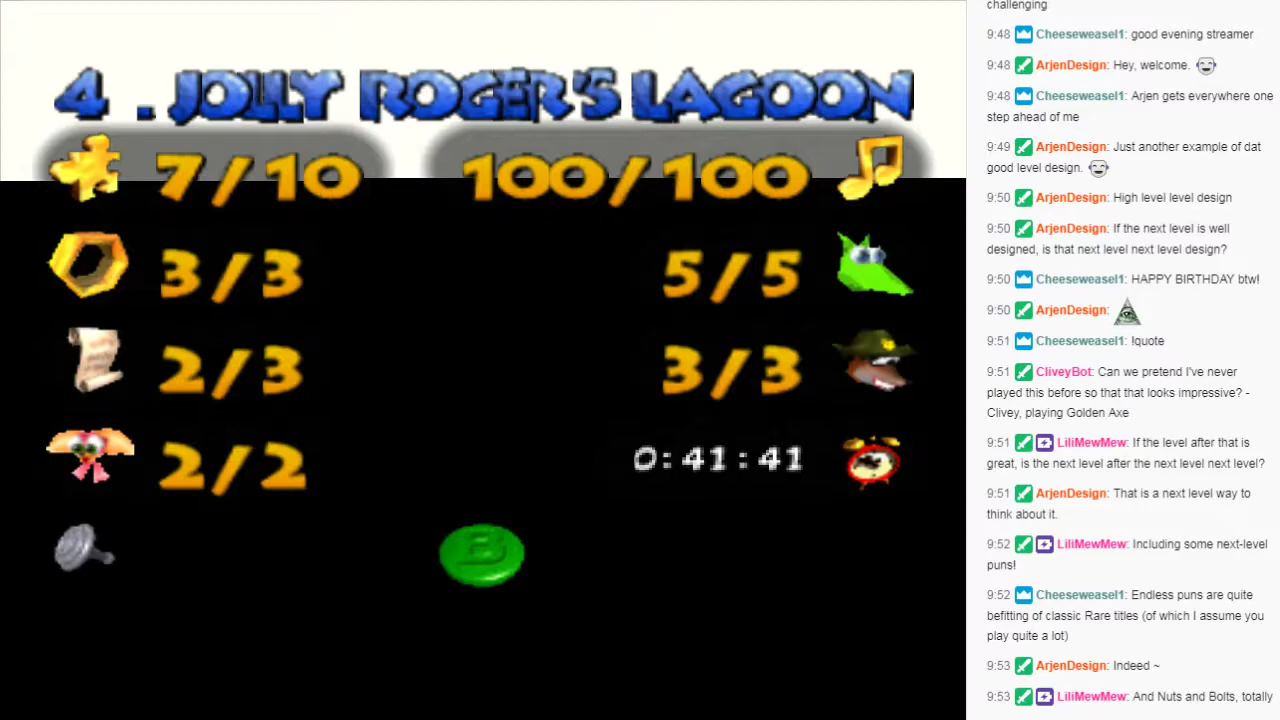 4 . JOLLY ROGER'S LAGOON
7/10
100/100
3/3
5/5
2/3
3/3
2/2
0:41:41
B
challenging
9:48 Cheeseweasel1: good evening streamer
9:48 ArjenDesign: Hey, welcome.
9:48 Cheeseweasel1: Arjen gets everywhere one
step ahead of me
9:49 ArjenDesign: Just another example of dat
good level design.
9:50 ArjenDesign: High level level design
9:50 ArjenDesign: If the next level is well
designed, is that next level next level design?
9:50 Cheeseweasel1: HAPPY BIRTHDAY btw!
9:50 ArjenDesign:
9:51 Cheeseweasel1: !quote
9:51 CliveyBot: Can we pretend I've never
played this before so that that looks impressive? -
Clivey, playing Golden Axe
9:51 LiliMewMew: If the level after that is
great, is the next level after the next level next level?
9:51 ArjenDesign: That is a next level way to
think about it.
9:52 LiliMewMew: Including some next-level
puns!
9:52 Cheeseweasel1: Endless puns are quite
befitting of classic Rare titles (of which I assume you
play quite a lot)
9:53 ArjenDesign: Indeed ~
9:53 LiliMewMew: And Nuts and Bolts, totally